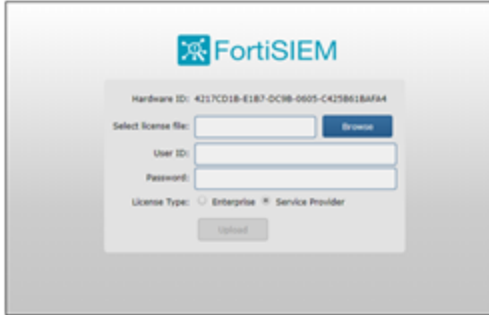 FortiSIEM
Hardware ID: 4217CD1B-E1B7-DC9B-0605-C425B61BAFA4
Select license file: Browse
User ID:
Password:
License Type: Enterprise Service Provider
Upload